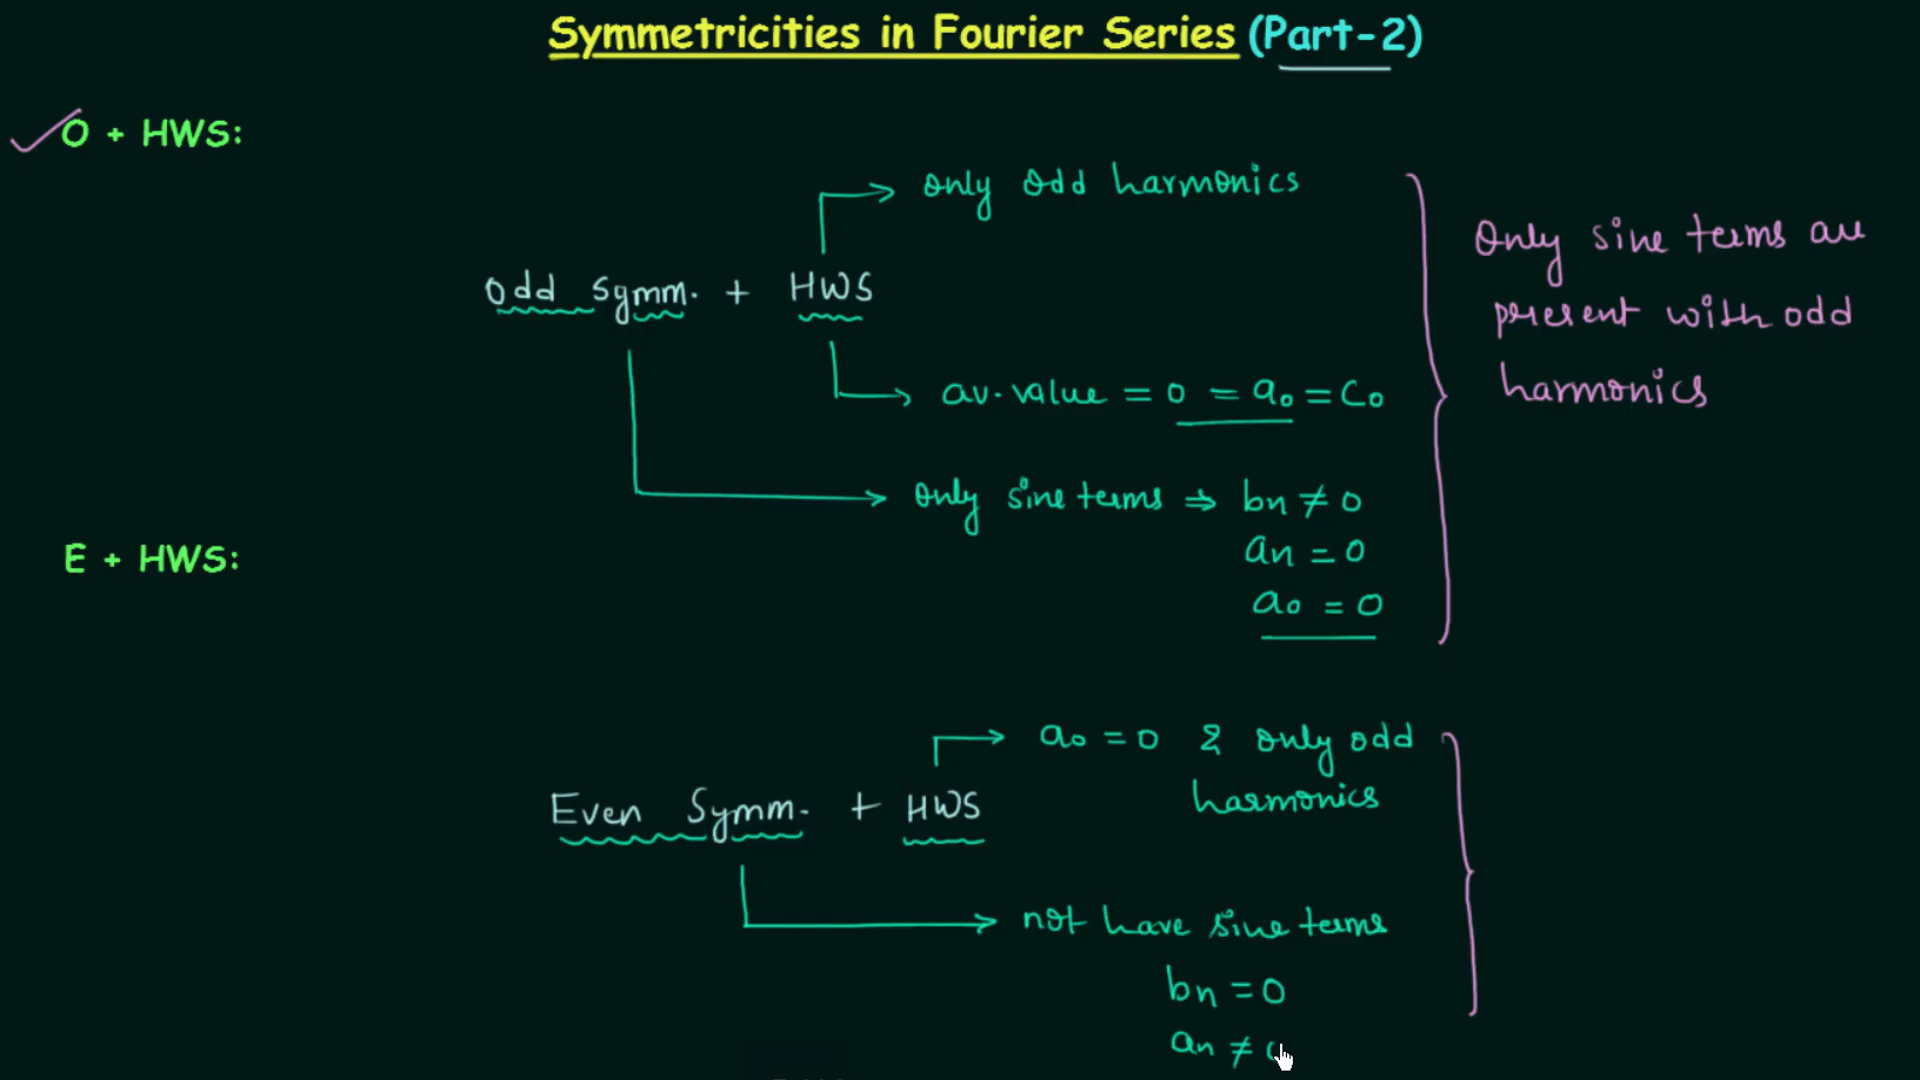 Symmetricities in Fourier Series (Part-2)
O + HWS:
only odd harmonics
Odd Symm. + HWS
av. value = 0 = a0 = C0
only sine terms ⇒ bn ≠ 0
an = 0
a0 = 0
Only sine terms are
present with odd
harmonics
E + HWS:
a0 = 0 & only odd
harmonics
Even Symm. + HWS
not have sine terms
bn = 0
an ≠